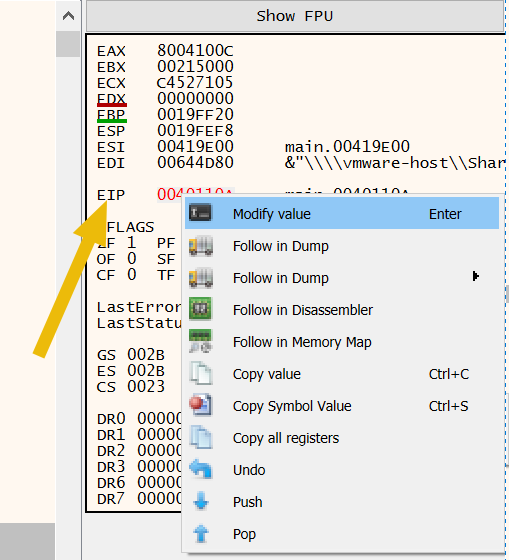 Show FPU
EAX 8004100C
EBX 00215000
ECX C4527105
EDX 00000000
EBP 0019FF20
ESP 0019FEF8
ESI 00419E00 main.00419E00
EDI 00644D80 &"\\\\vmware-host\\Shar
EIP 0040110A main.0040110A
FLAGS
ZF 1 PF
OF 0 SF
CF 0 TF
LastError
LastStatu
GS 002B
ES 002B
CS 0023
DR0 00000
DR1 00000
DR2 00000
DR3 00000
DR6 00000
DR7 00000
Modify value Enter
Follow in Dump
Follow in Dump
Follow in Disassembler
Follow in Memory Map
Copy value Ctrl+C
Copy Symbol Value Ctrl+S
Copy all registers
Undo
Push
Pop